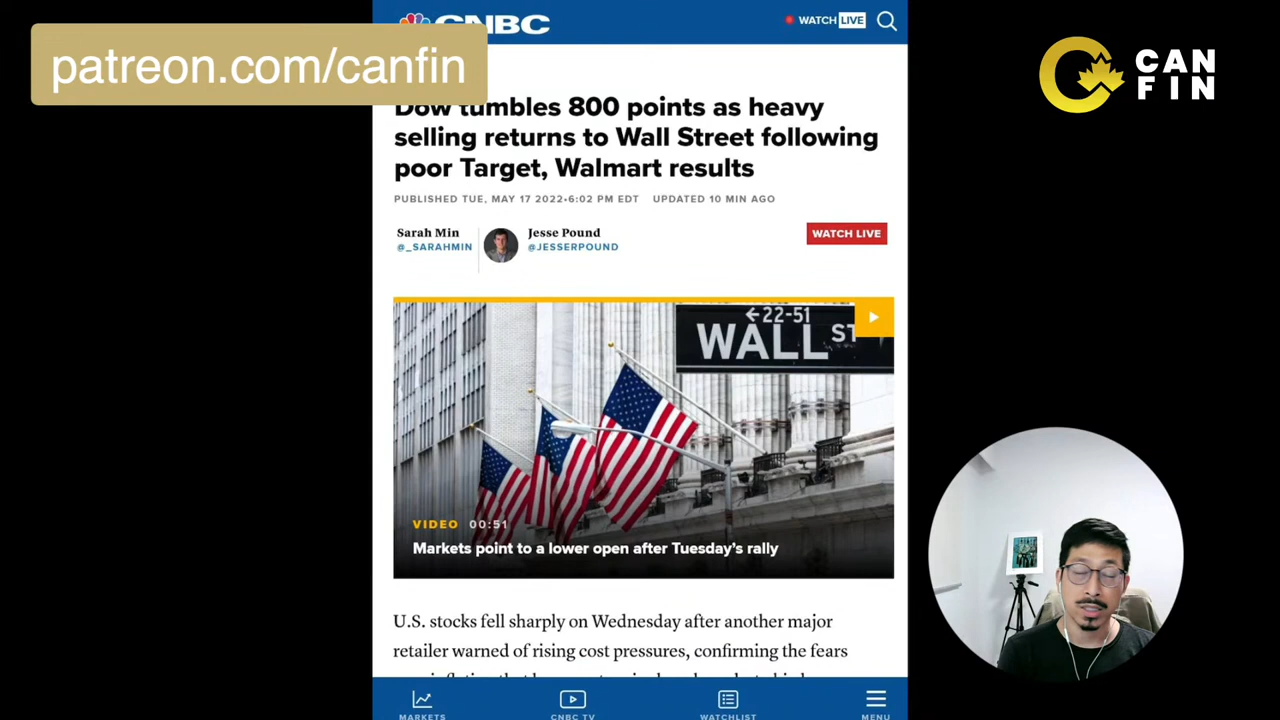 patreon.com/canfin
CNBC
WATCH LIVE
CAN
FIN
Dow tumbles 800 points as heavy
selling returns to Wall Street following
poor Target, Walmart results
PUBLISHED TUE, MAY 17 2022•6:02 PM EDT UPDATED 10 MIN AGO
Sarah Min
@_SARAHMIN
Jesse Pound
@JESSERPOUND
WATCH LIVE
←22-51
WALL ST
VIDEO 00:51
Markets point to a lower open after Tuesday's rally
U.S. stocks fell sharply on Wednesday after another major
retailer warned of rising cost pressures, confirming the fears
MARKETS
CNBC TV
WATCHLIST
MENU